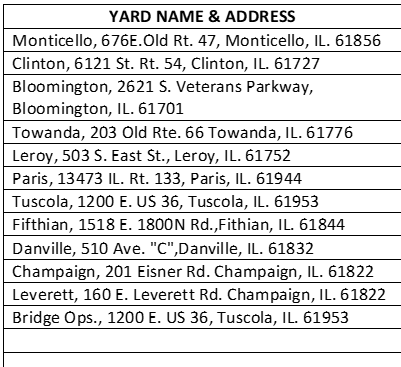 YARD NAME & ADDRESS
Monticello, 676E.Old Rt. 47, Monticello, IL. 61856
Clinton, 6121 St. Rt. 54, Clinton, IL. 61727
Bloomington, 2621 S. Veterans Parkway,
Bloomington, IL. 61701
Towanda, 203 Old Rte. 66 Towanda, IL. 61776
Leroy, 503 S. East St., Leroy, IL. 61752
Paris, 13473 IL. Rt. 133, Paris, IL. 61944
Tuscola, 1200 E. US 36, Tuscola, IL. 61953
Fifthian, 1518 E. 1800N Rd.,Fithian, IL. 61844
Danville, 510 Ave. "C",Danville, IL. 61832
Champaign, 201 Eisner Rd. Champaign, IL. 61822
Leverett, 160 E. Leverett Rd. Champaign, IL. 61822
Bridge Ops., 1200 E. US 36, Tuscola, IL. 61953